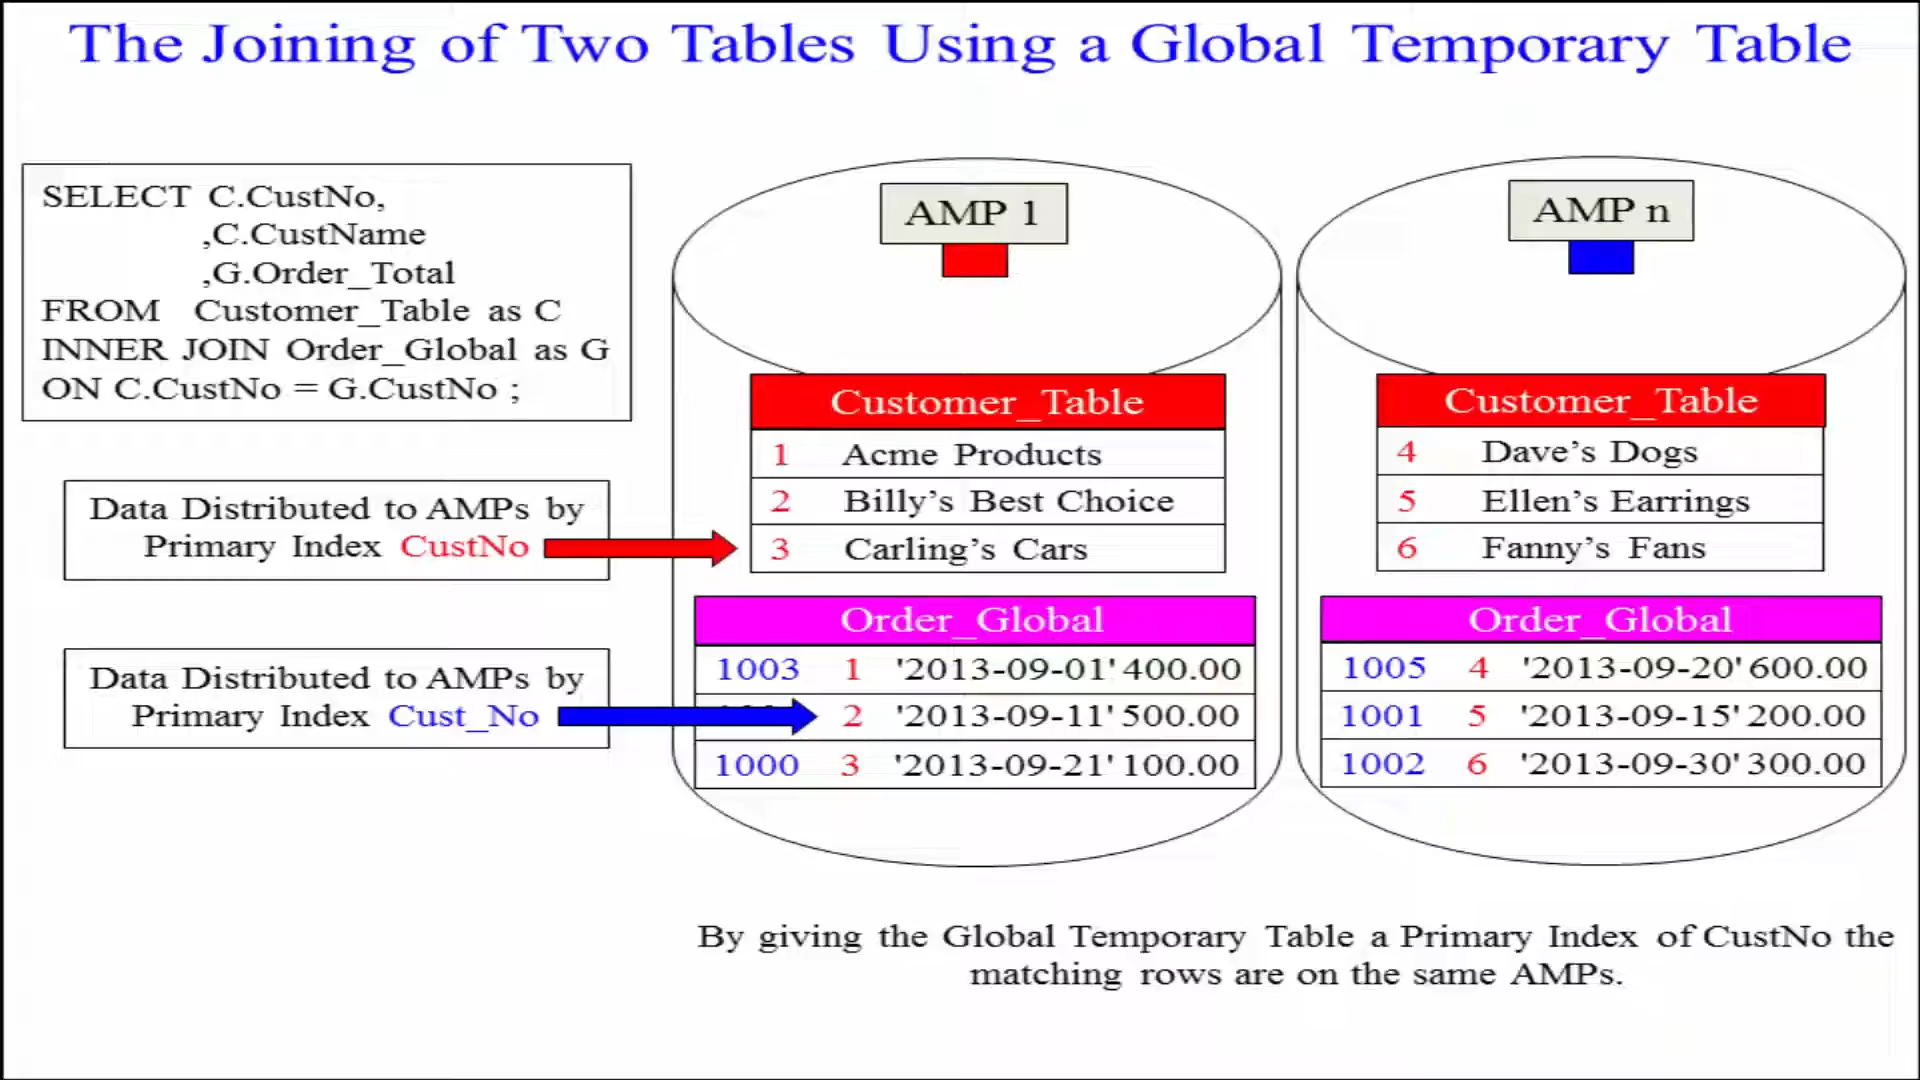 The Joining of Two Tables Using a Global Temporary Table
SELECT C.CustNo,
,C.CustName
,G.Order_Total
FROM Customer_Table as C
INNER JOIN Order_Global as G
ON C.CustNo = G.CustNo ;
Data Distributed to AMPs by
Primary Index CustNo
Data Distributed to AMPs by
Primary Index Cust_No
AMP 1
Customer_Table
1 Acme Products
2 Billy’s Best Choice
3 Carling’s Cars
Order_Global
1003 1 '2013-09-01' 400.00
2 '2013-09-11' 500.00
1000 3 '2013-09-21' 100.00
AMP n
Customer_Table
4 Dave’s Dogs
5 Ellen’s Earrings
6 Fanny’s Fans
Order_Global
1005 4 '2013-09-20' 600.00
1001 5 '2013-09-15' 200.00
1002 6 '2013-09-30' 300.00
By giving the Global Temporary Table a Primary Index of CustNo the
matching rows are on the same AMPs.